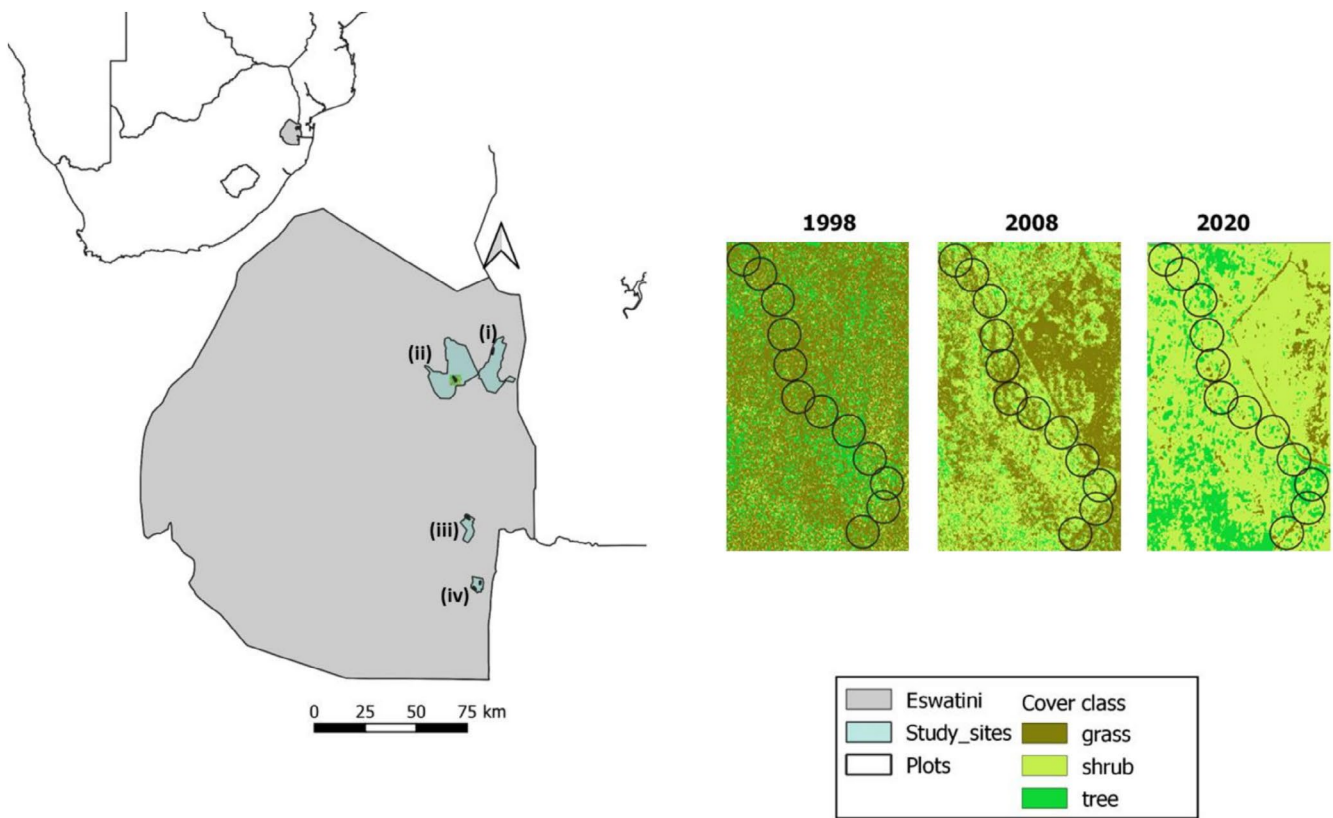 1998 2008 2020
(i)
(ii)
(iii)
(iv)
0 25 50 75 km
Eswatini
Study_sites
Plots
Cover class
grass
shrub
tree